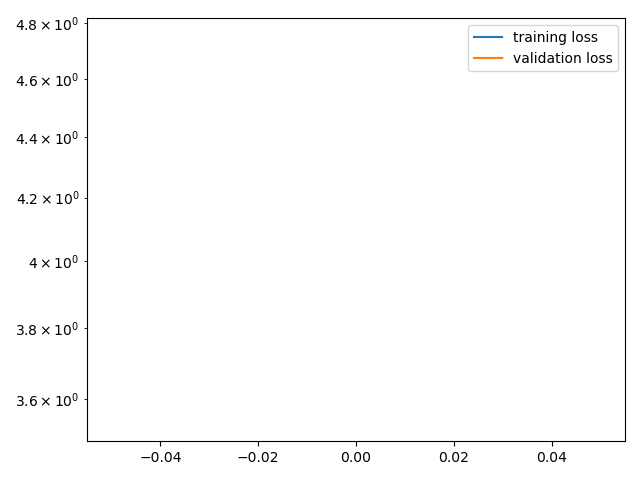 4.8 × 10⁰
4.6 × 10⁰
4.4 × 10⁰
4.2 × 10⁰
4 × 10⁰
3.8 × 10⁰
3.6 × 10⁰
training loss
validation loss
−0.04 −0.02 0.00 0.02 0.04